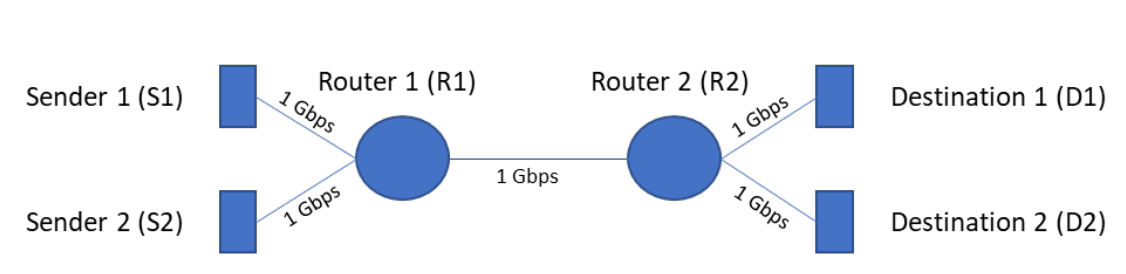 Sender 1 (S1)
1 Gbps
Router 1 (R1)
Router 2 (R2)
1 Gbps
Destination 1 (D1)
1 Gbps
Sender 2 (S2)
1 Gbps
1 Gbps
Destination 2 (D2)